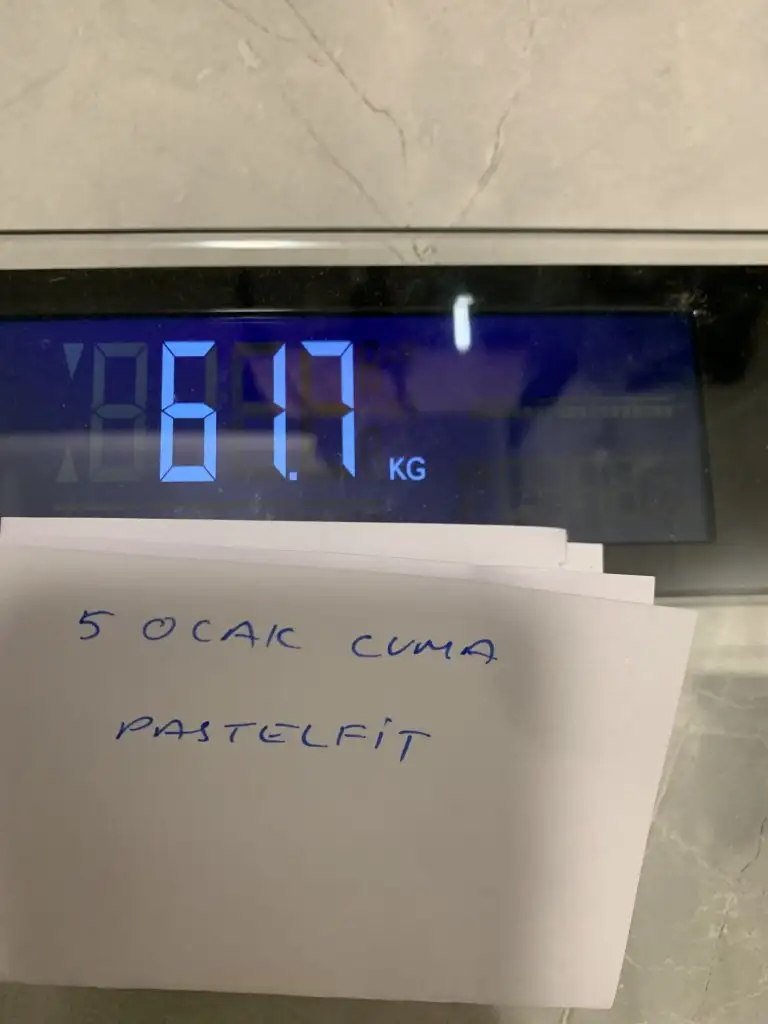 61.7 KG
5 OCAK CUMA
PASTELFİT